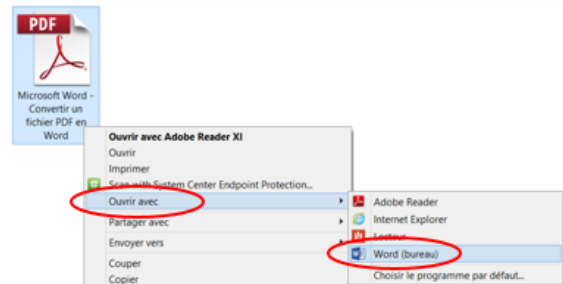 PDF
Microsoft Word -
Convertir un
fichier PDF en
Word
Ouvrir avec Adobe Reader XI
Ouvrir
Imprimer
Scan with System Center Endpoint Protection...
Ouvrir avec
Partager avec
Envoyer vers
Couper
Copier
Adobe Reader
Internet Explorer
Lecteur
Word (bureau)
Choisir le programme par défaut...